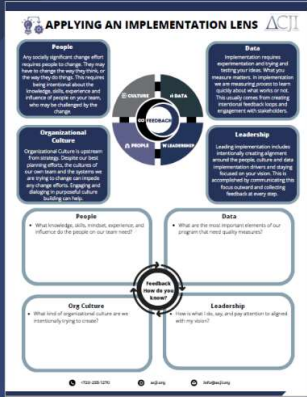 APPLYING AN IMPLEMENTATION LENS
ACJI
People
Any socially significant change effort
requires people to change. They may
have to change the way they think, or
the way they do things. This requires
being intentional about the
knowledge, skills, experience and
influence of people on your team,
who may be challenged by the
change
Data
Implementation requires
experimentation and trying and
testing your ideas. What you
measure matters. In implementation
we are measuring proven to learn
quickly about what works or not.
This usually comes from creating
intentional feedback loops and
engagement with stakeholders.
CULTURE
DATA
FEEDBACK
PEOPLE
LEADERSHIP
Organizational
Culture
Organizational Culture is upstream
from strategy. Despite our best
planning efforts, the cultures of
our own team and the systems we
are trying to change can impede
any change efforts. Engaging and
dialoging in purposeful culture
building can help.
Leadership
Leading Implementation includes
intentionally creating alignment
around the people, culture and data
implementation drivers and staying
focused on your vision. This is
accomplished by communicating this
focus outward and collecting
feedback at every step.
People
• What knowledge, skills, mindset, experience, and
influence do the people on our team need?
Data
• What are the most important elements of our
program that need quality measures?
Feedback
How do you
know?
Org Culture
• What kind of organizational culture are we
intentionally trying to create?
Leadership
• How is what I do, say, and pay attention to aligned
with my vision?
acji.org
info@acji.org